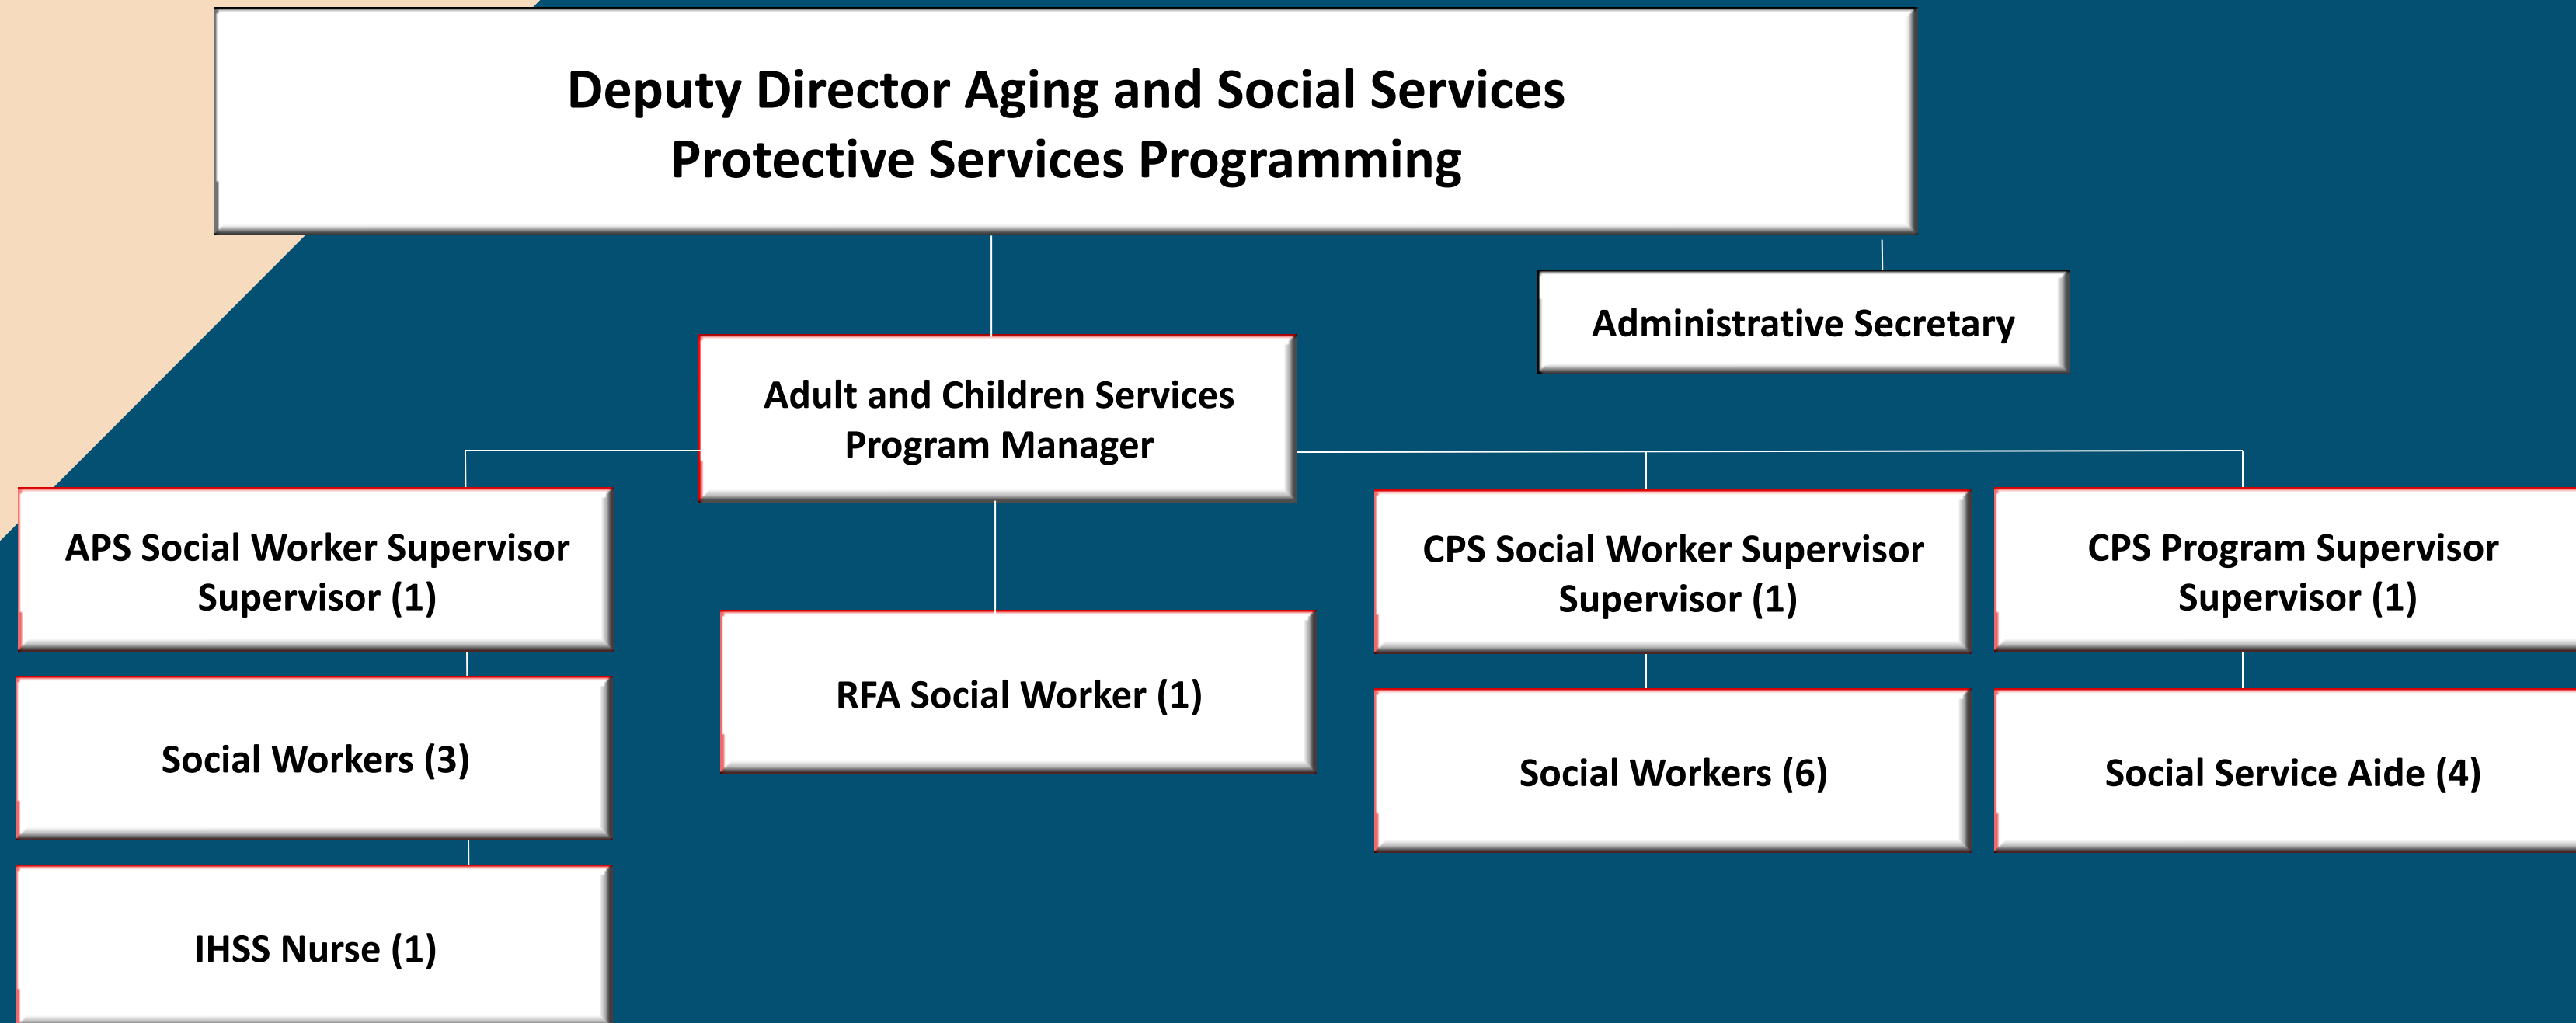 Deputy Director Aging and Social Services
Protective Services Programming
Administrative Secretary
Adult and Children Services
Program Manager
APS Social Worker Supervisor
Supervisor (1)
Social Workers (3)
IHSS Nurse (1)
RFA Social Worker (1)
CPS Social Worker Supervisor
Supervisor (1)
Social Workers (6)
CPS Program Supervisor
Supervisor (1)
Social Service Aide (4)